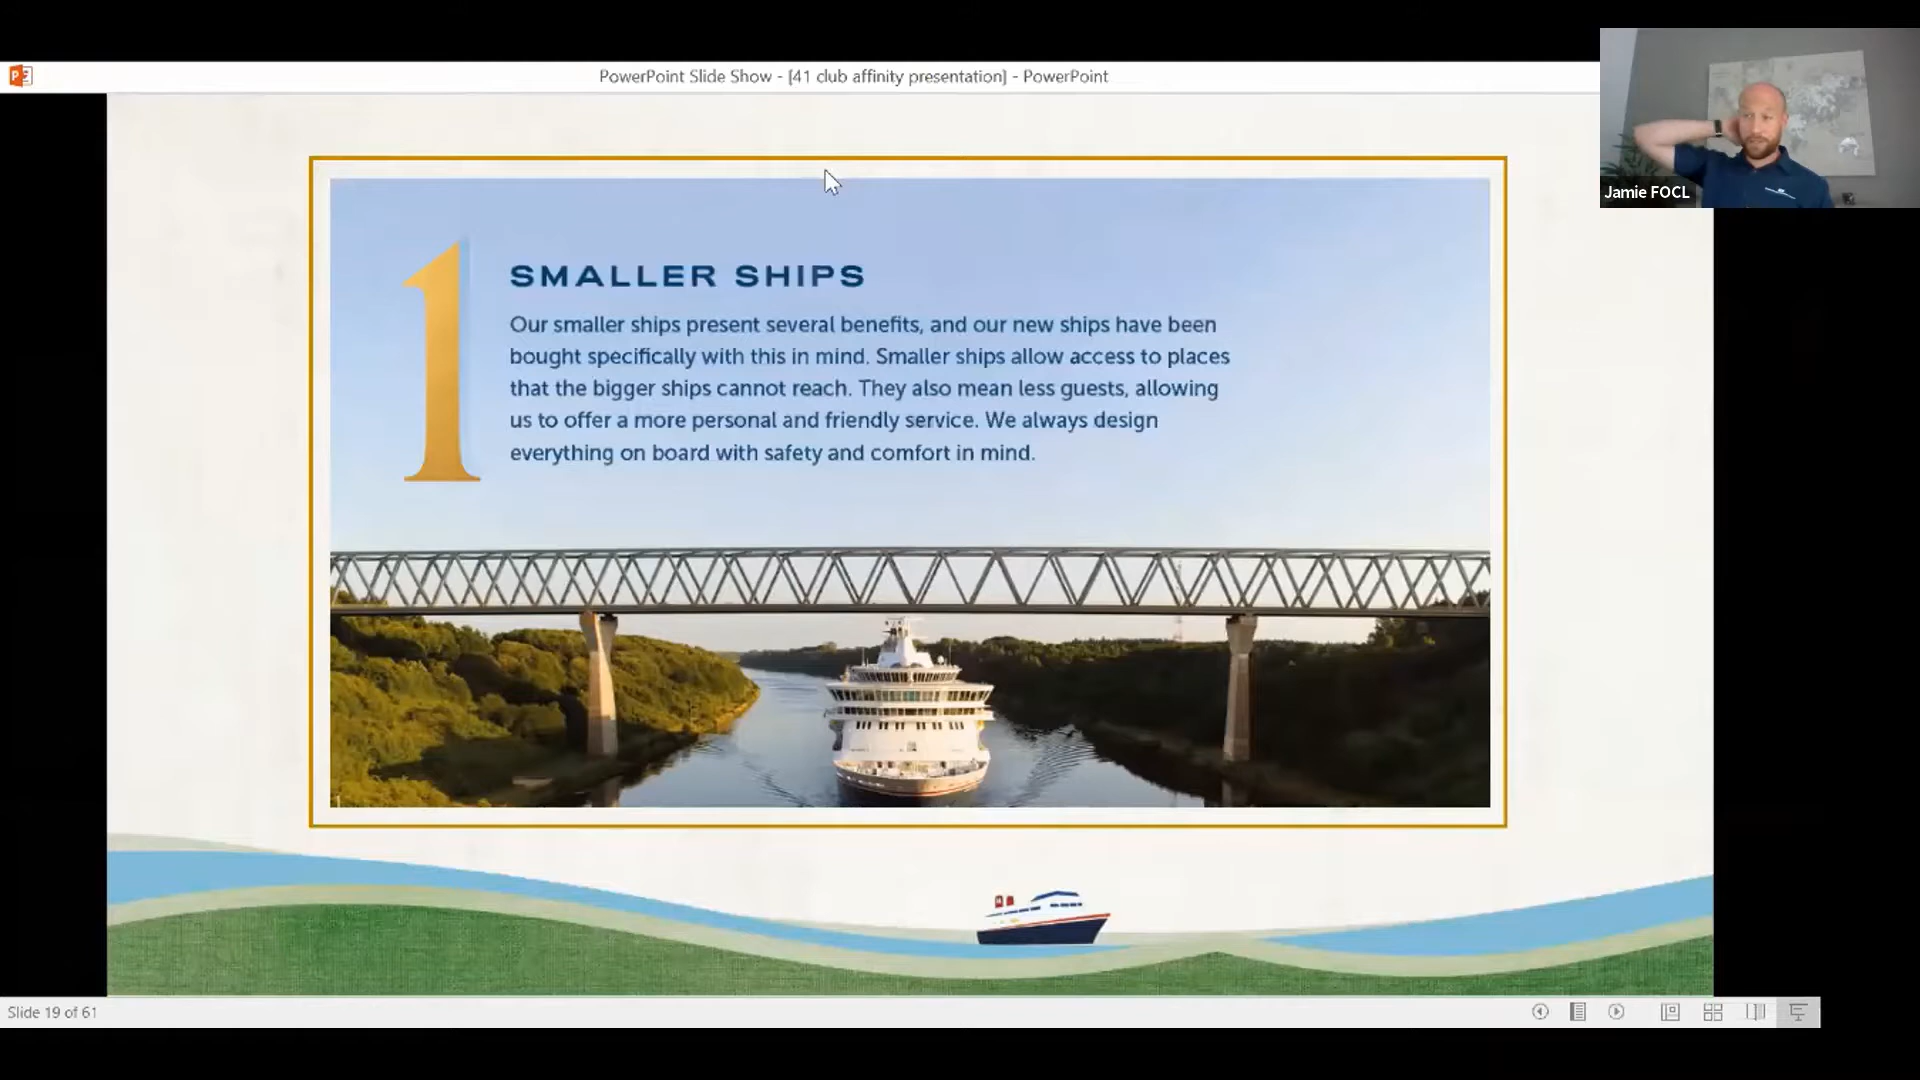 PowerPoint Slide Show - [41 club affinity presentation] - PowerPoint
Jamie FOCL
1
SMALLER SHIPS
Our smaller ships present several benefits, and our new ships have been
bought specifically with this in mind. Smaller ships allow access to places
that the bigger ships cannot reach. They also mean less guests, allowing
us to offer a more personal and friendly service. We always design
everything on board with safety and comfort in mind.
Slide 19 of 61